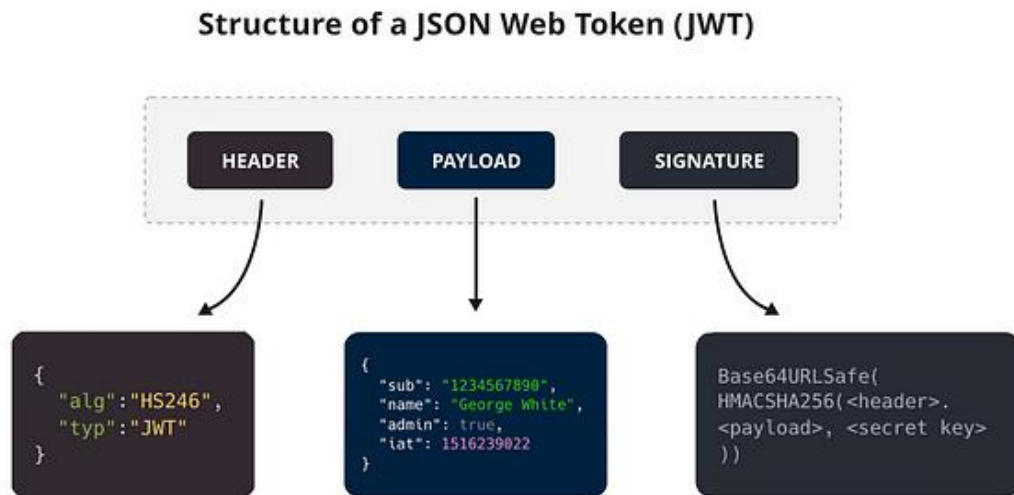 Structure of a JSON Web Token (JWT)
HEADER
PAYLOAD
SIGNATURE
{
"alg":"HS246",
"typ":"JWT"
}
{
"sub": "1234567890",
"name": "George White",
"admin": true,
"iat": 1516239022
}
Base64URLSafe(
HMACSHA256(<header>.
<payload>, <secret key>
))